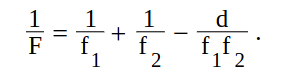 1/F = 1/f₁ + 1/f₂ − d/f₁f₂ .